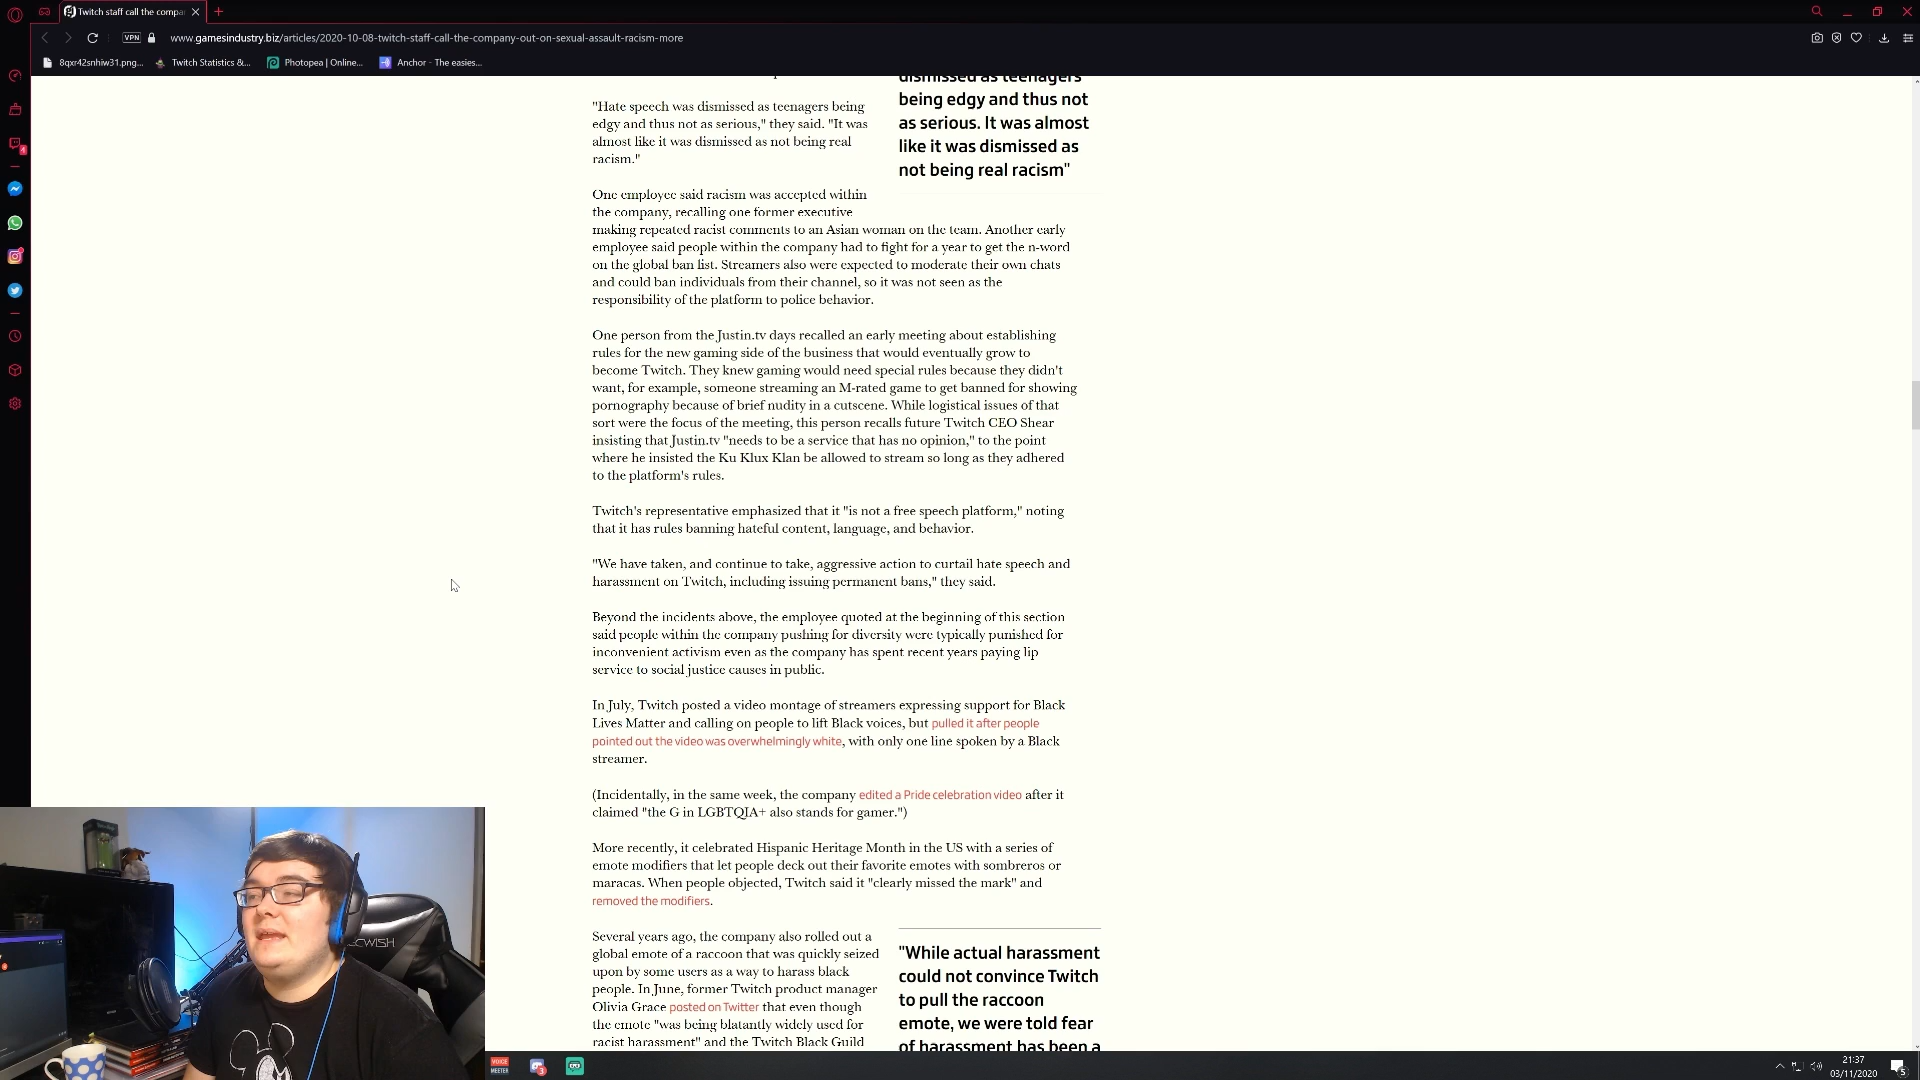 Twitch staff call the compa
VPN
www.gamesindustry.biz/articles/2020-10-08-twitch-staff-call-the-company-out-on-sexual-assault-racism-more
8qxr42snhiw31.png...
Twitch Statistics &...
Photopea | Online...
Anchor - The easies...
dismissed as teenagers
being edgy and thus not
as serious. It was almost
like it was dismissed as
not being real racism"
"Hate speech was dismissed as teenagers being
edgy and thus not as serious," they said. "It was
almost like it was dismissed as not being real
racism."
One employee said racism was accepted within
the company, recalling one former executive
making repeated racist comments to an Asian woman on the team. Another early
employee said people within the company had to fight for a year to get the n-word
on the global ban list. Streamers also were expected to moderate their own chats
and could ban individuals from their channel, so it was not seen as the
responsibility of the platform to police behavior.
One person from the Justin.tv days recalled an early meeting about establishing
rules for the new gaming side of the business that would eventually grow to
become Twitch. They knew gaming would need special rules because they didn't
want, for example, someone streaming an M-rated game to get banned for showing
pornography because of brief nudity in a cutscene. While logistical issues of that
sort were the focus of the meeting, this person recalls future Twitch CEO Shear
insisting that Justin.tv "needs to be a service that has no opinion," to the point
where he insisted the Ku Klux Klan be allowed to stream so long as they adhered
to the platform's rules.
Twitch's representative emphasized that it "is not a free speech platform," noting
that it has rules banning hateful content, language, and behavior.
"We have taken, and continue to take, aggressive action to curtail hate speech and
harassment on Twitch, including issuing permanent bans," they said.
Beyond the incidents above, the employee quoted at the beginning of this section
said people within the company pushing for diversity were typically punished for
inconvenient activism even as the company has spent recent years paying lip
service to social justice causes in public.
In July, Twitch posted a video montage of streamers expressing support for Black
Lives Matter and calling on people to lift Black voices, but pulled it after people
pointed out the video was overwhelmingly white, with only one line spoken by a Black
streamer.
(Incidentally, in the same week, the company edited a Pride celebration video after it
claimed "the G in LGBTQIA+ also stands for gamer.")
More recently, it celebrated Hispanic Heritage Month in the US with a series of
emote modifiers that let people deck out their favorite emotes with sombreros or
maracas. When people objected, Twitch said it "clearly missed the mark" and
removed the modifiers.
Several years ago, the company also rolled out a
global emote of a raccoon that was quickly seized
upon by some users as a way to harass black
people. In June, former Twitch product manager
Olivia Grace posted on Twitter that even though
the emote "was being blatantly widely used for
racist harassment" and the Twitch Black Guild
"While actual harassment
could not convince Twitch
to pull the raccoon
emote, we were told fear
of harassment has been a
VOICE
MEETER
21:37
03/11/2020